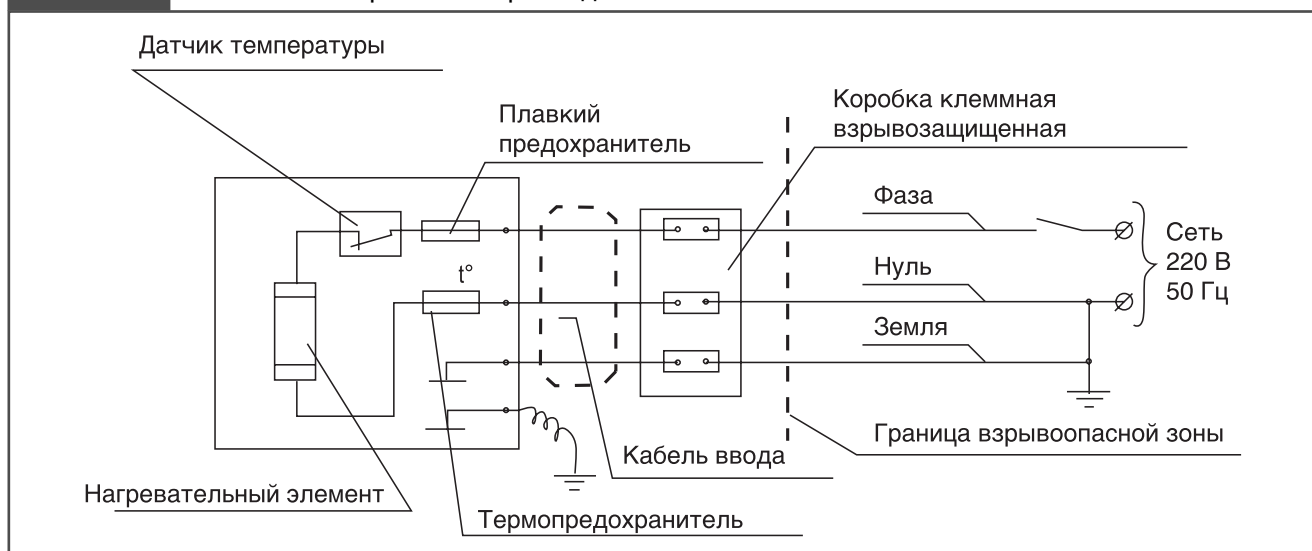 Датчик температуры
Плавкий
предохранитель
Коробка клеммная
взрывозащищенная
Фаза
Сеть
220 В
50 Гц
t°
Нуль
Земля
Граница взрывоопасной зоны
Кабель ввода
Нагревательный элемент
Термопредохранитель